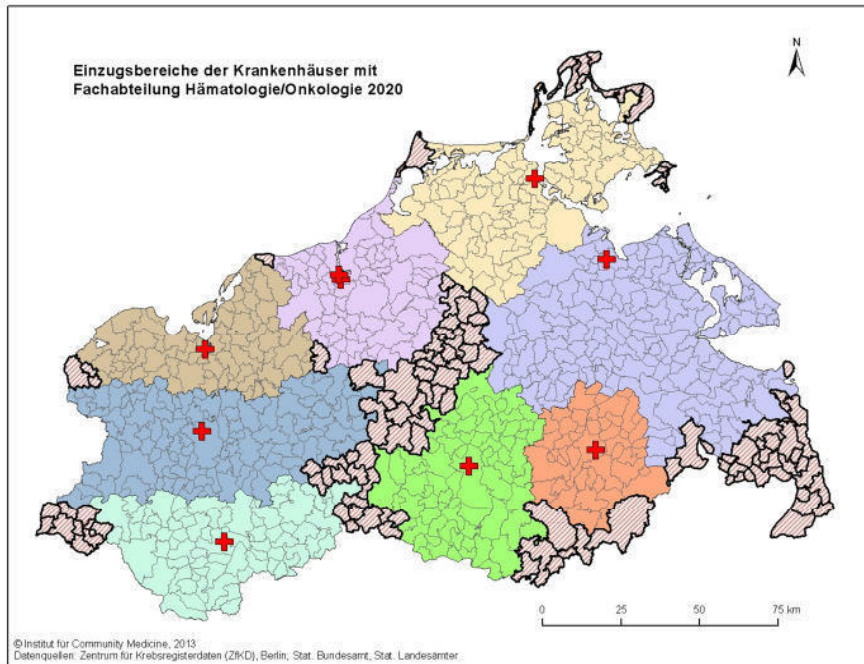 Einzugsbereiche der Krankenhäuser mit
Fachabteilung Hämatologie/Onkologie 2020
N
0 25 50 75 km
© Institut für Community Medicine, 2013
Datenquellen: Zentrum für Krebsregisterdaten (ZfKD), Berlin; Stat. Bundesamt, Stat. Landesämter